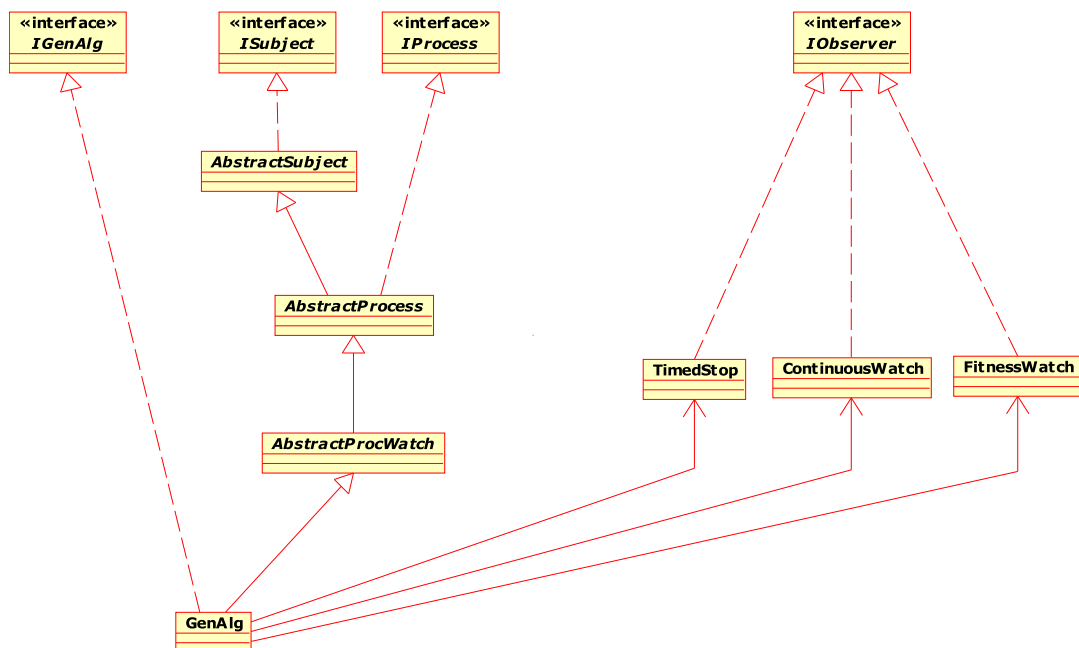 «interface»
IGenAlg
«interface»
ISubject
«interface»
IProcess
«interface»
IObserver
AbstractSubject
AbstractProcess
TimedStop
ContinuousWatch
FitnessWatch
AbstractProcWatch
GenAlg